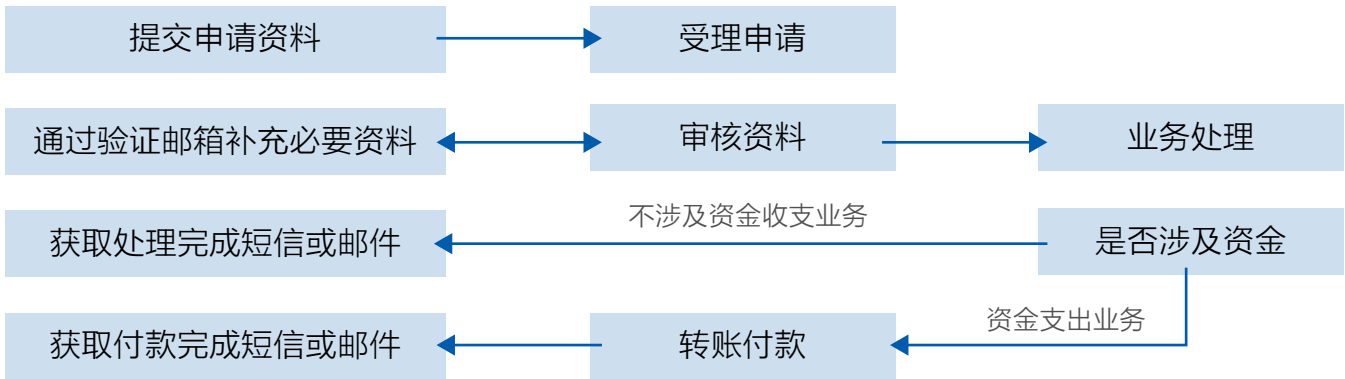 提交申请资料
受理申请
通过验证邮箱补充必要资料
审核资料
业务处理
不涉及资金收支业务
获取处理完成短信或邮件
是否涉及资金
资金支出业务
获取付款完成短信或邮件
转账付款